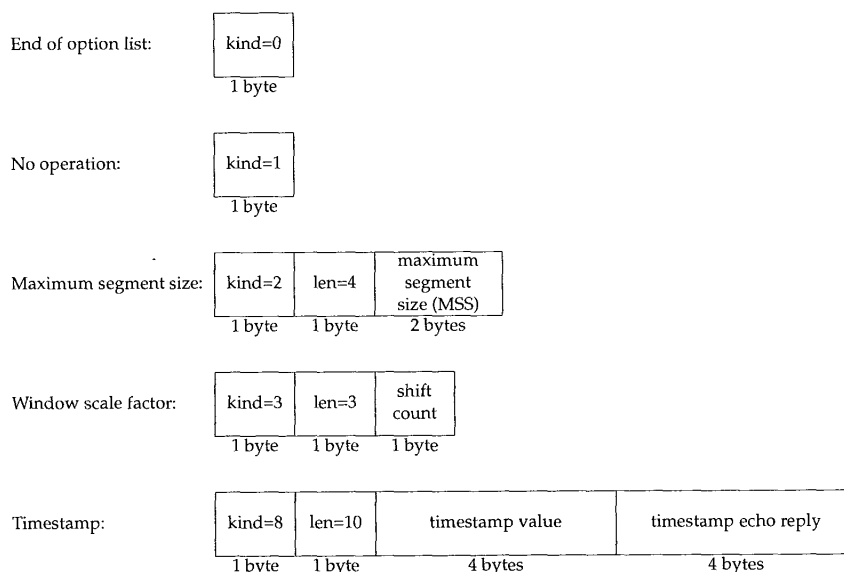 End of option list:
kind=0
1 byte
No operation:
kind=1
1 byte
Maximum segment size:
kind=2
len=4
maximum
segment
size (MSS)
1 byte
1 byte
2 bytes
Window scale factor:
kind=3
len=3
shift
count
1 byte
1 byte
1 byte
Timestamp:
kind=8
len=10
timestamp value
timestamp echo reply
1 byte
1 byte
4 bytes
4 bytes